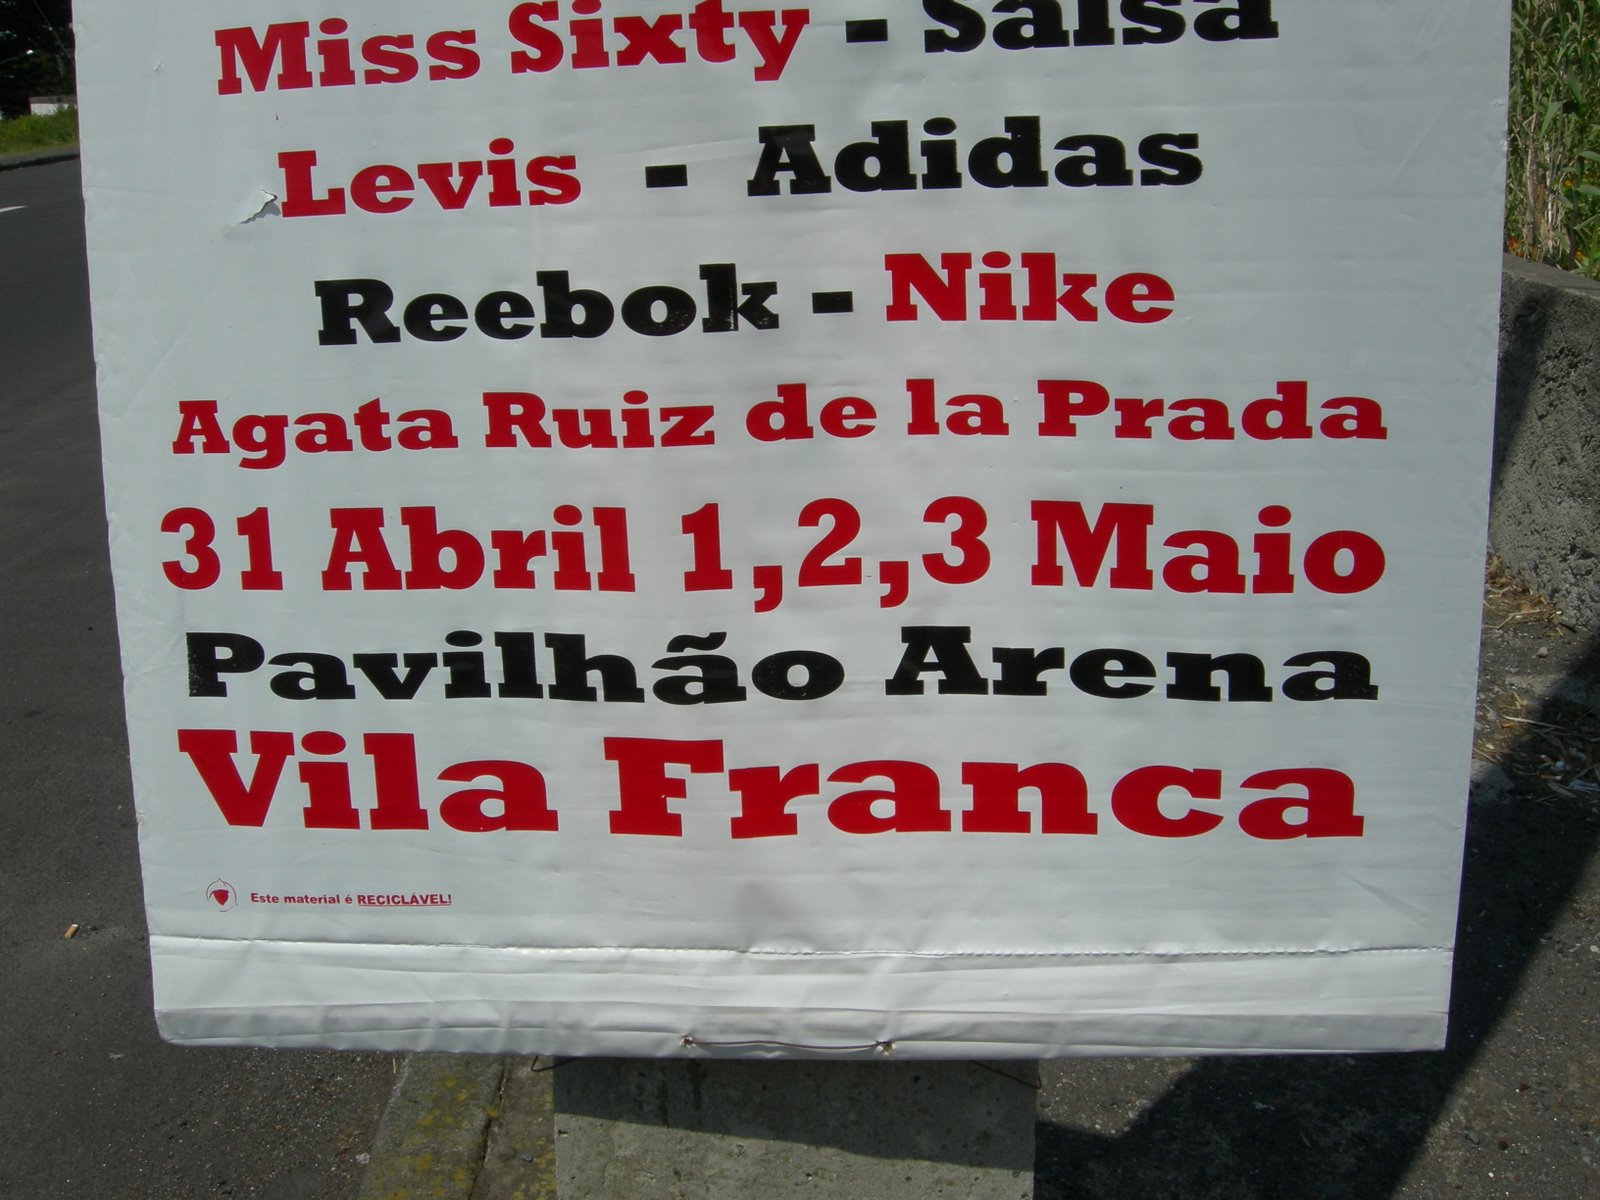 Miss Sixty - Salsa
Levis - Adidas
Reebok - Nike
Agata Ruiz de la Prada
31 Abril 1,2,3 Maio
Pavilhão Arena
Vila Franca
Este material é RECICLÁVEL!